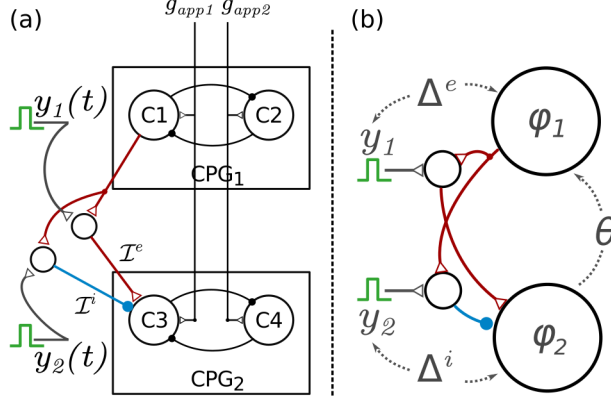 (a)
g_app1 g_app2
y_1(t)
C1
C2
CPG_1
I^e
I^i
C3
C4
y_2(t)
CPG_2
(b)
Δ^e
φ_1
y_1
θ
y_2
φ_2
Δ^i